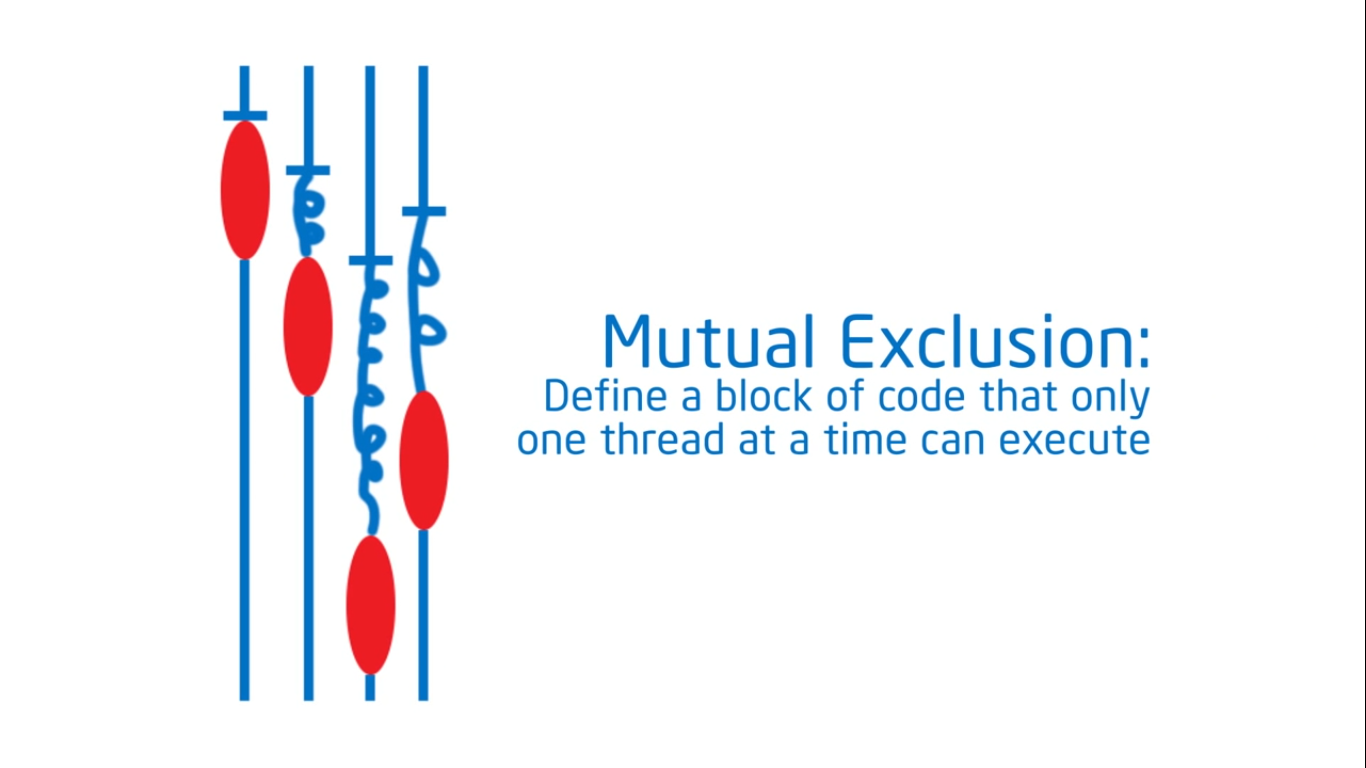 Mutual Exclusion:
Define a block of code that only
one thread at a time can execute